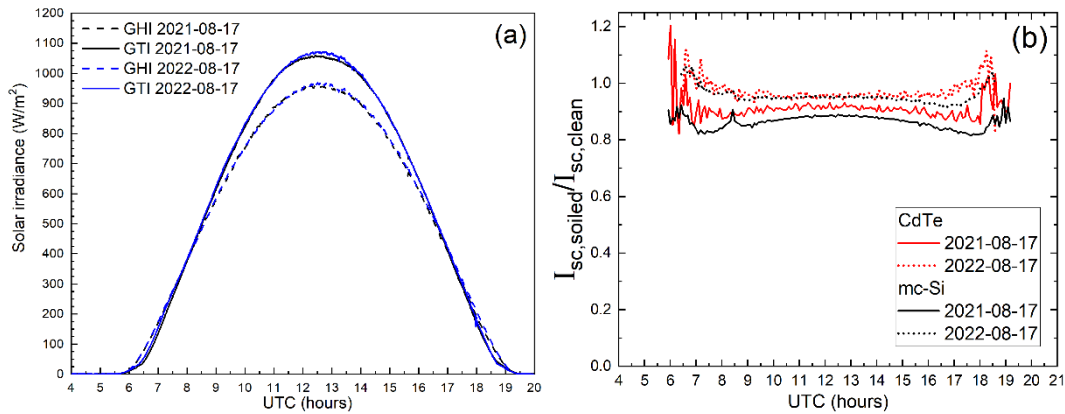 (a)
GHI 2021-08-17
GTI 2021-08-17
GHI 2022-08-17
GTI 2022-08-17
Solar irradiance (W/m²)
1100
1000
900
800
700
600
500
400
300
200
100
0
4 5 6 7 8 9 10 11 12 13 14 15 16 17 18 19 20
UTC (hours)
(b)
I_sc,soiled/I_sc,clean
1.2
1.0
0.8
0.6
0.4
0.2
0.0
CdTe
2021-08-17
2022-08-17
mc-Si
2021-08-17
2022-08-17
4 5 6 7 8 9 10 11 12 13 14 15 16 17 18 19 20 21
UTC (hours)